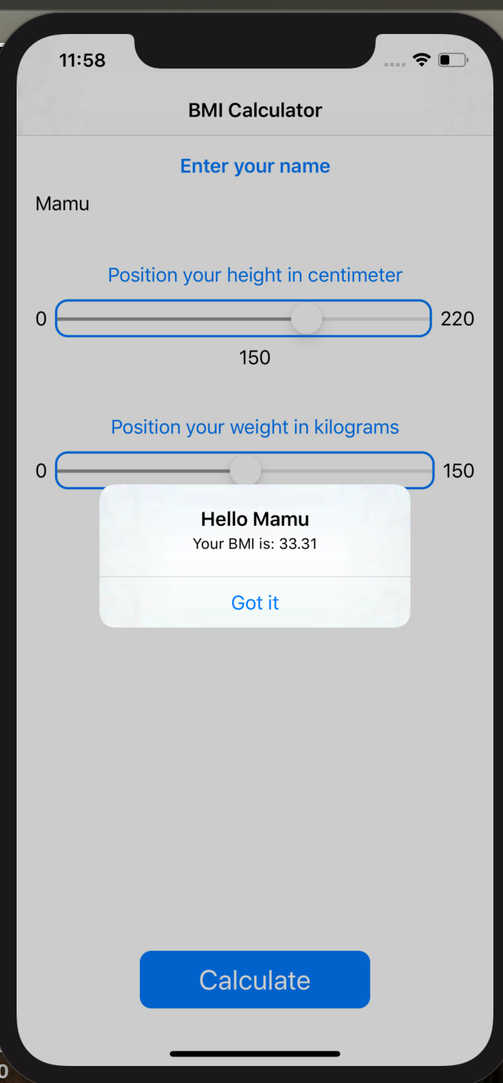 11:58
BMI Calculator
Enter your name
Mamu
Position your height in centimeter
0 220
150
Position your weight in kilograms
0 150
Hello Mamu
Your BMI is: 33.31
Got it
Calculate